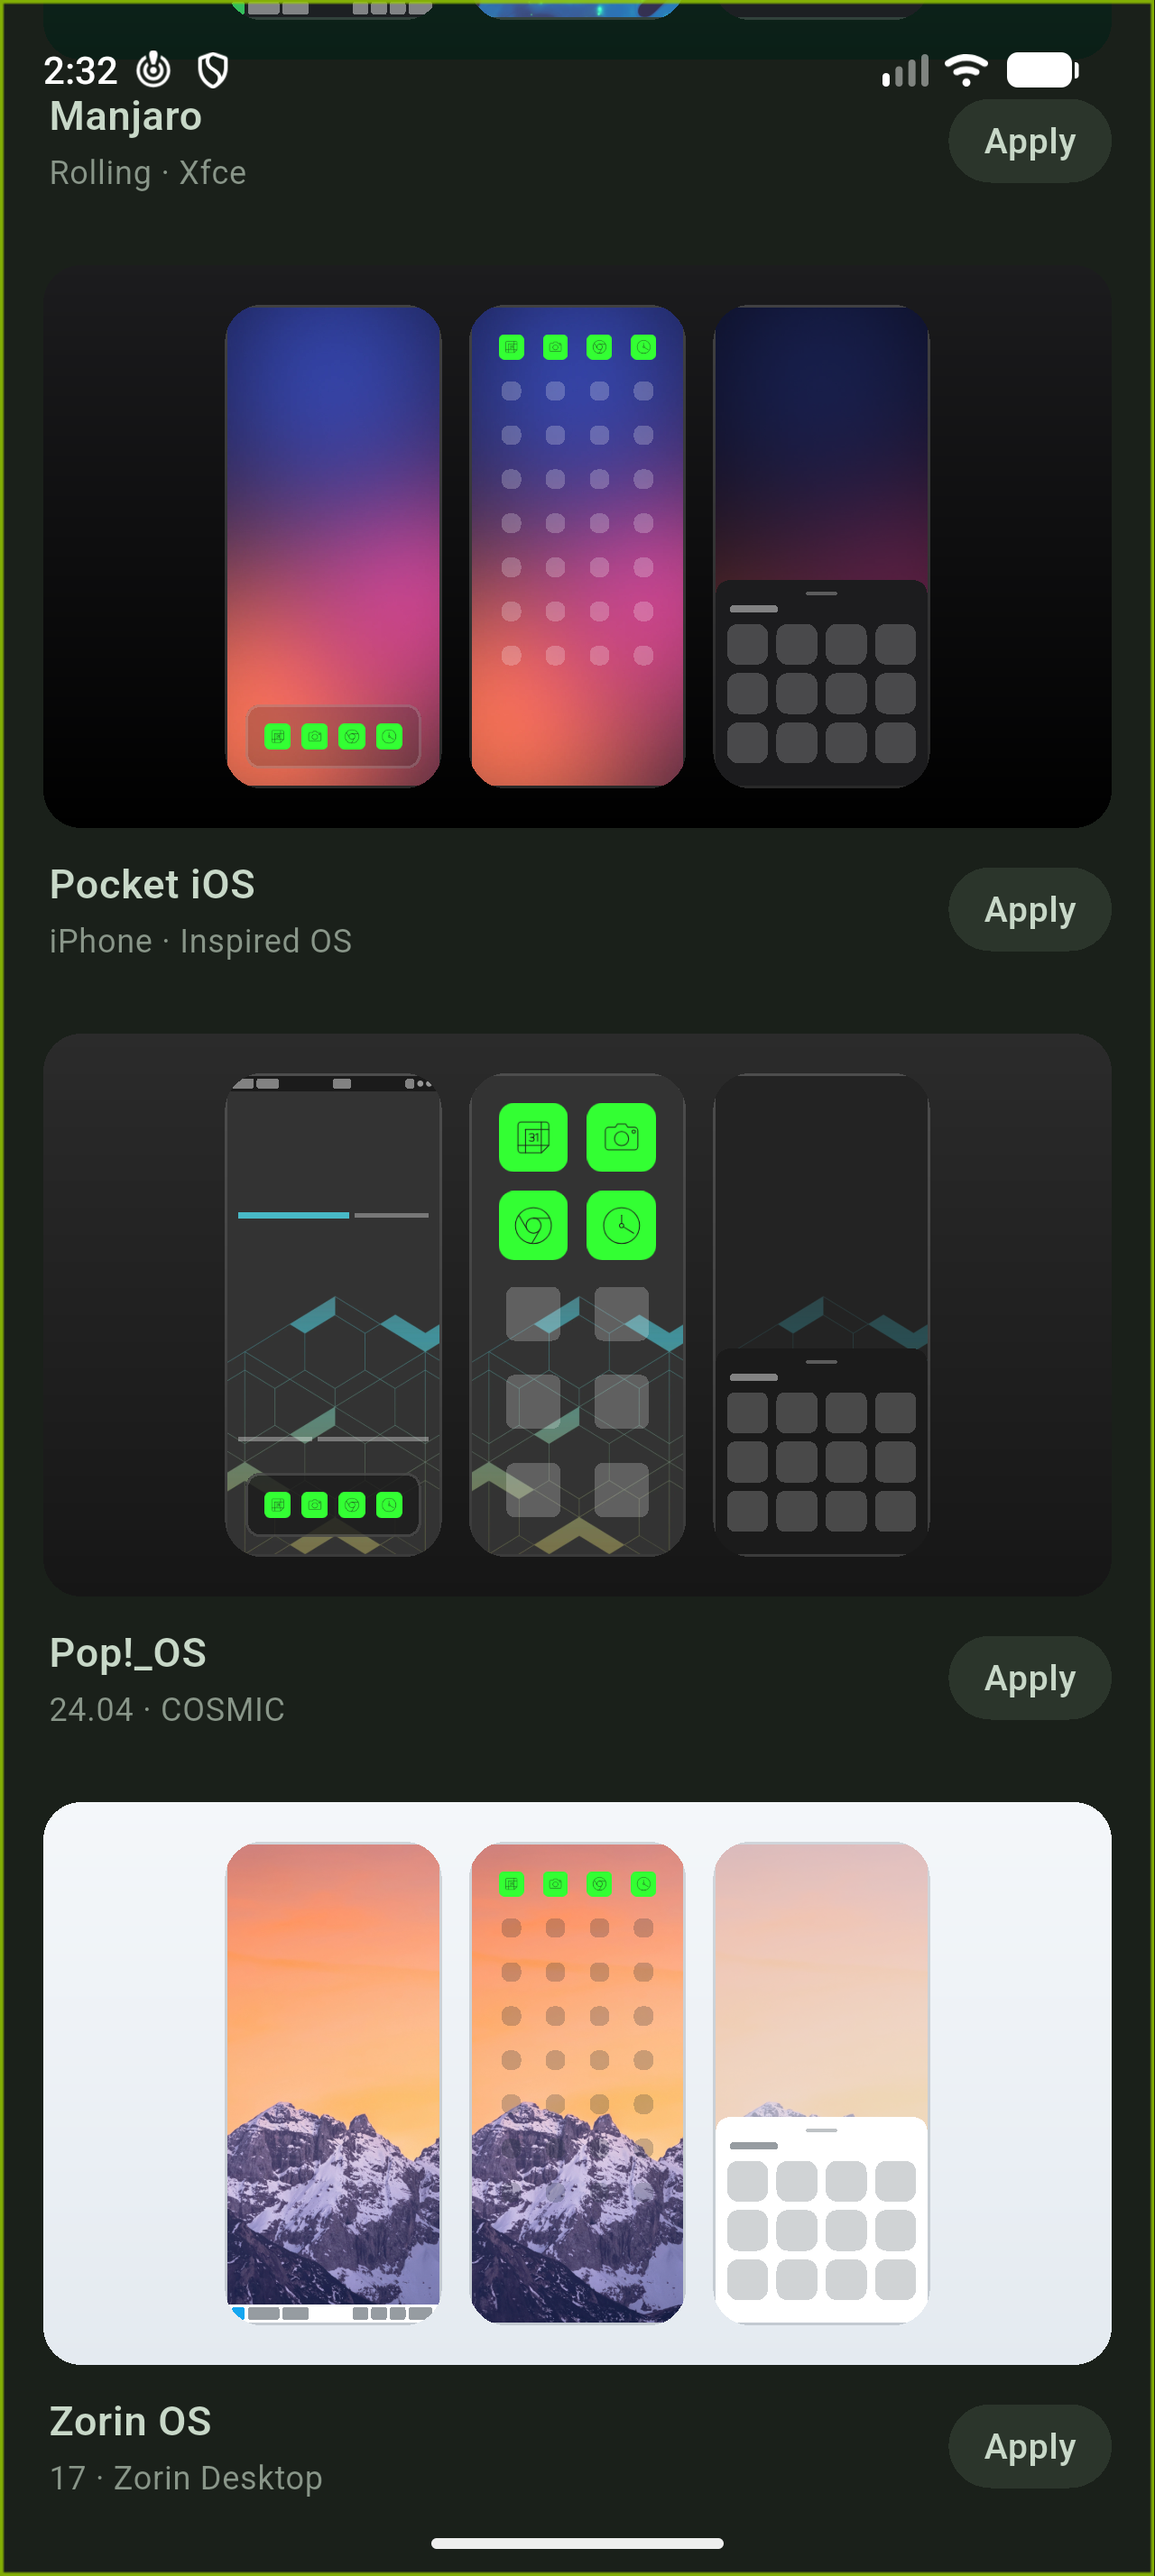 2:32
Manjaro
Apply
Rolling · Xfce
Pocket iOS
Apply
iPhone · Inspired OS
31
Pop!_OS
Apply
24.04 · COSMIC
Zorin OS
Apply
17 · Zorin Desktop